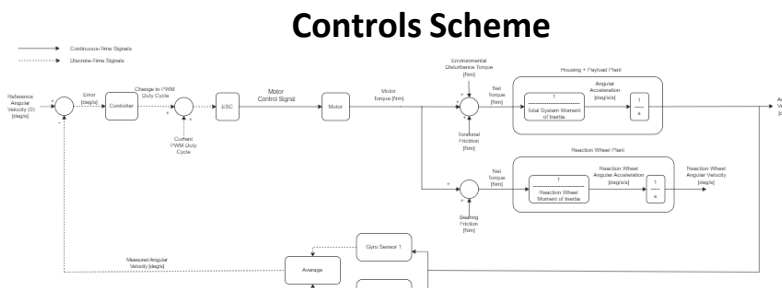 Controls Scheme
Continuous-Time Signals
Discrete-Time Signals
Reference
Angular
Velocity (0)
[deg/s]
Error
[deg/s]
Controller
Change in PWM
Duty Cycle
Current
PWM Duty
Cycle
ESC
Motor
Control Signal
Motor
Motor
Torque [Nm]
Environmental
Disturbance Torque
[Nm]
Net
Torque
[Nm]
Torsional
Friction
[Nm]
Housing + Payload Plant
1
Total System Moment
of Inertia
Angular
Acceleration
[deg/s/s]
1
s
Reaction Wheel Plant
Net
Torque
[Nm]
Bearing
Friction
[Nm]
1
Reaction Wheel
Moment of Inertia
Reaction Wheel
Angular Acceleration
[deg/s/s]
1
s
Reaction Wheel
Angular Velocity
[deg/s]
Measured Angular
Velocity [deg/s]
Average
Gyro Sensor 1